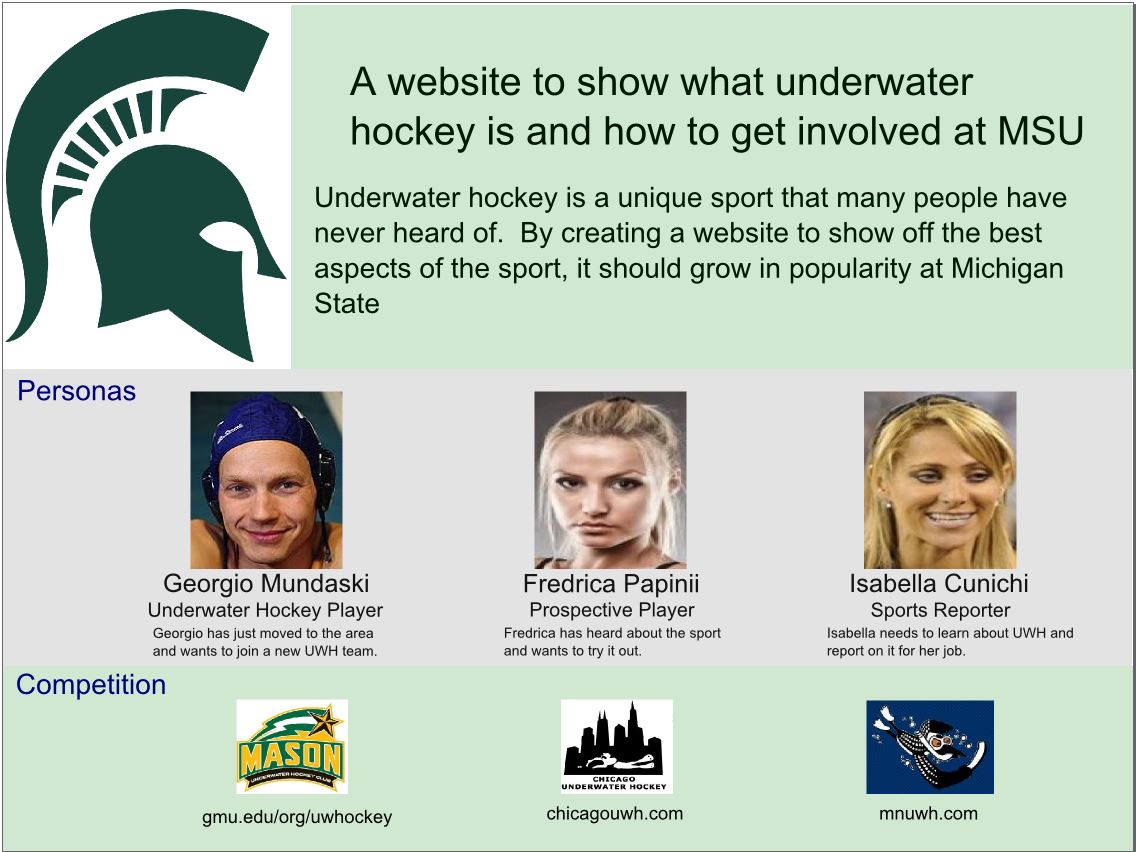 A website to show what underwater
hockey is and how to get involved at MSU
Underwater hockey is a unique sport that many people have
never heard of.  By creating a website to show off the best
aspects of the sport, it should grow in popularity at Michigan
State
Personas
Georgio Mundaski
Underwater Hockey Player
Georgio has just moved to the area
and wants to join a new UWH team.
Fredrica Papinii
Prospective Player
Fredrica has heard about the sport
and wants to try it out.
Isabella Cunichi
Sports Reporter
Isabella needs to learn about UWH and
report on it for her job.
Competition
MASON
UNDERWATER HOCKEY CLUB
gmu.edu/org/uwhockey
CHICAGO
UNDERWATER HOCKEY
chicagouwh.com
mnuwh.com